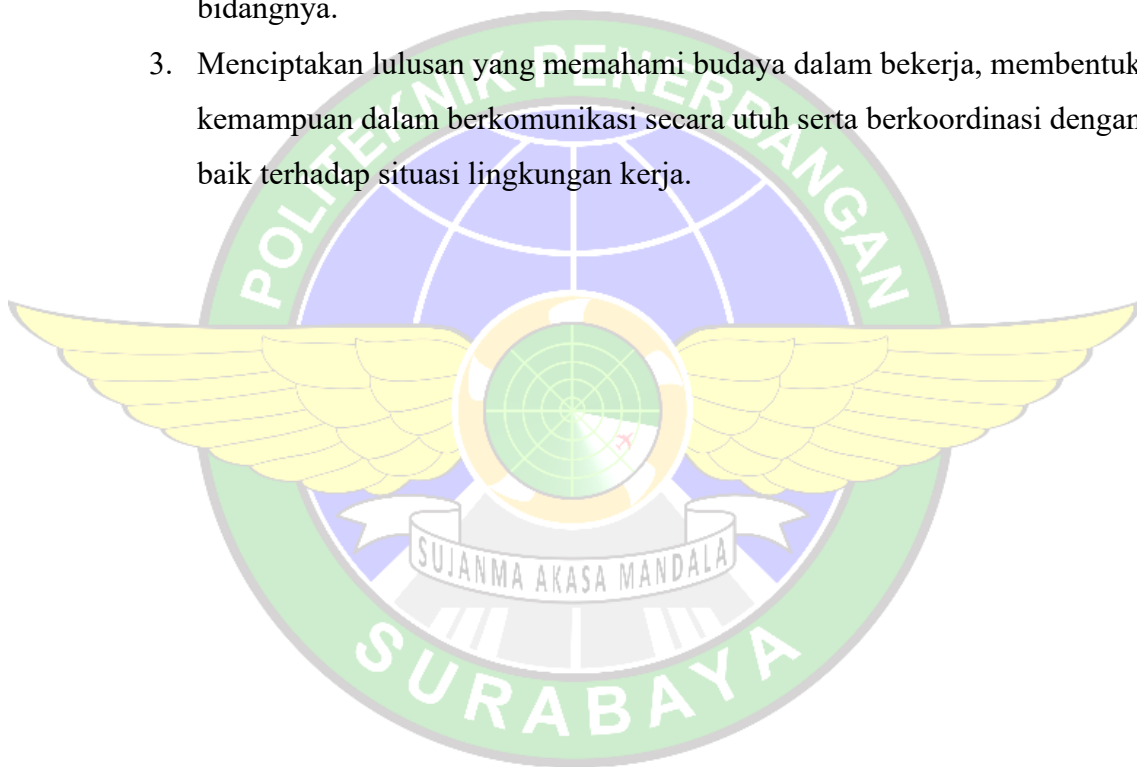 bidangnya.
3. Menciptakan lulusan yang memahami budaya dalam bekerja, membentuk
kemampuan dalam berkomunikasi secara utuh serta berkoordinasi dengan
baik terhadap situasi lingkungan kerja.
POLITEKNIK PENERBANGAN
SUJANMA AKASA MANDALA
SURABAYA